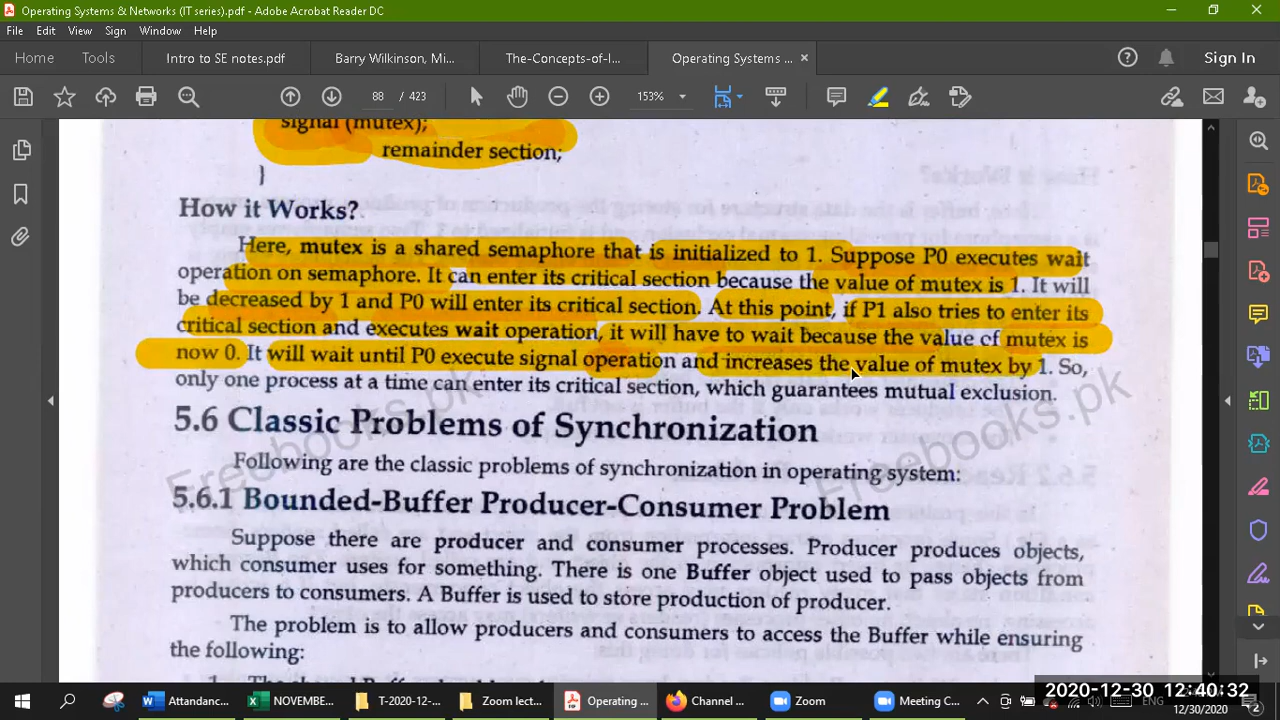 Operating Systems & Networks (IT series).pdf - Adobe Acrobat Reader DC
File Edit View Sign Window Help
Home Tools Intro to SE notes.pdf Barry Wilkinson, Mi... The-Concepts-of-I... Operating Systems ... × Sign In
88 / 423 153%
signal (mutex);
remainder section;
}
How it Works?
Here, mutex is a shared semaphore that is initialized to 1. Suppose P0 executes wait
operation on semaphore. It can enter its critical section because the value of mutex is 1. It will
be decreased by 1 and P0 will enter its critical section. At this point, if P1 also tries to enter its
critical section and executes wait operation, it will have to wait because the value of mutex is
now 0. It will wait until P0 execute signal operation and increases the value of mutex by 1. So,
only one process at a time can enter its critical section, which guarantees mutual exclusion.
5.6 Classic Problems of Synchronization
Following are the classic problems of synchronization in operating system:
5.6.1 Bounded-Buffer Producer-Consumer Problem
Suppose there are producer and consumer processes. Producer produces objects,
which consumer uses for something. There is one Buffer object used to pass objects from
producers to consumers. A Buffer is used to store production of producer.
The problem is to allow producers and consumers to access the Buffer while ensuring
the following:
Freebooks.pk Freebooks.pk
Attandanc... NOVEMBE... T-2020-12-... Zoom lect... Operating ... Channel ... Zoom Meeting C... ENG
2020-12-30 12:40:32
12/30/2020 2